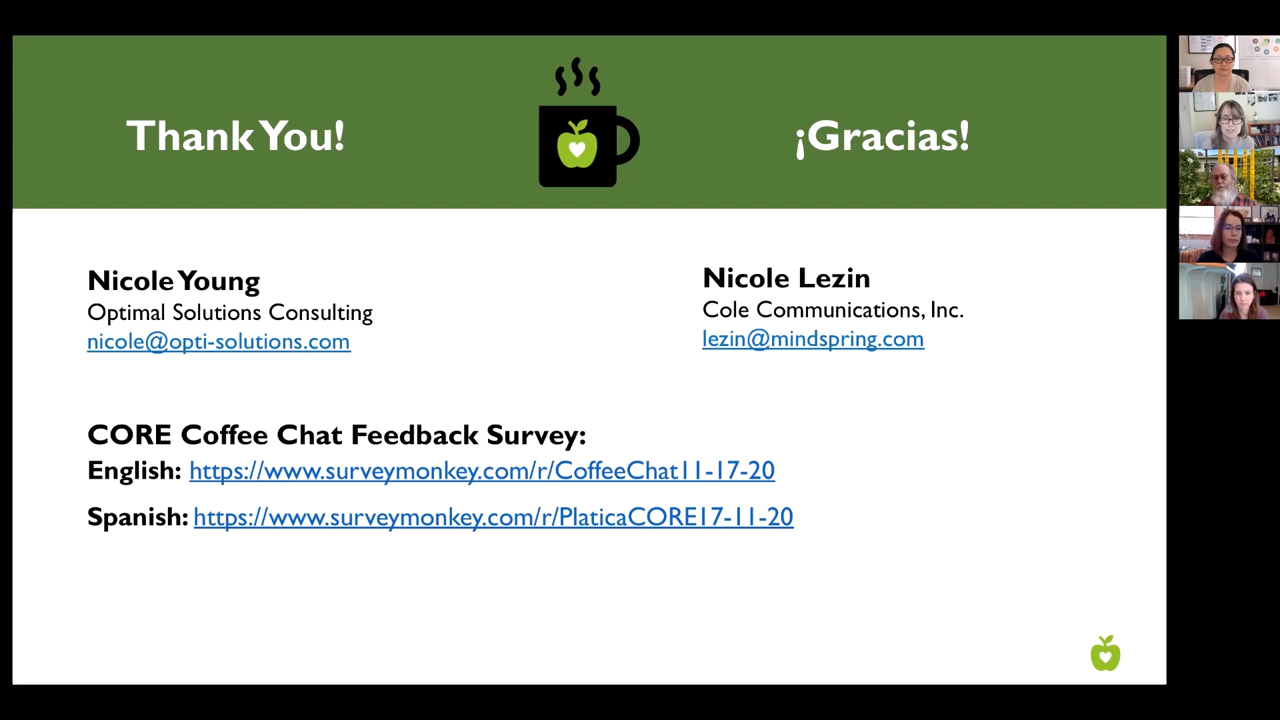 Thank You!
¡Gracias!
Nicole Young
Optimal Solutions Consulting
nicole@opti-solutions.com
Nicole Lezin
Cole Communications, Inc.
lezin@mindspring.com
CORE Coffee Chat Feedback Survey:
English: https://www.surveymonkey.com/r/CoffeeChat11-17-20
Spanish: https://www.surveymonkey.com/r/PlaticaCORE17-11-20